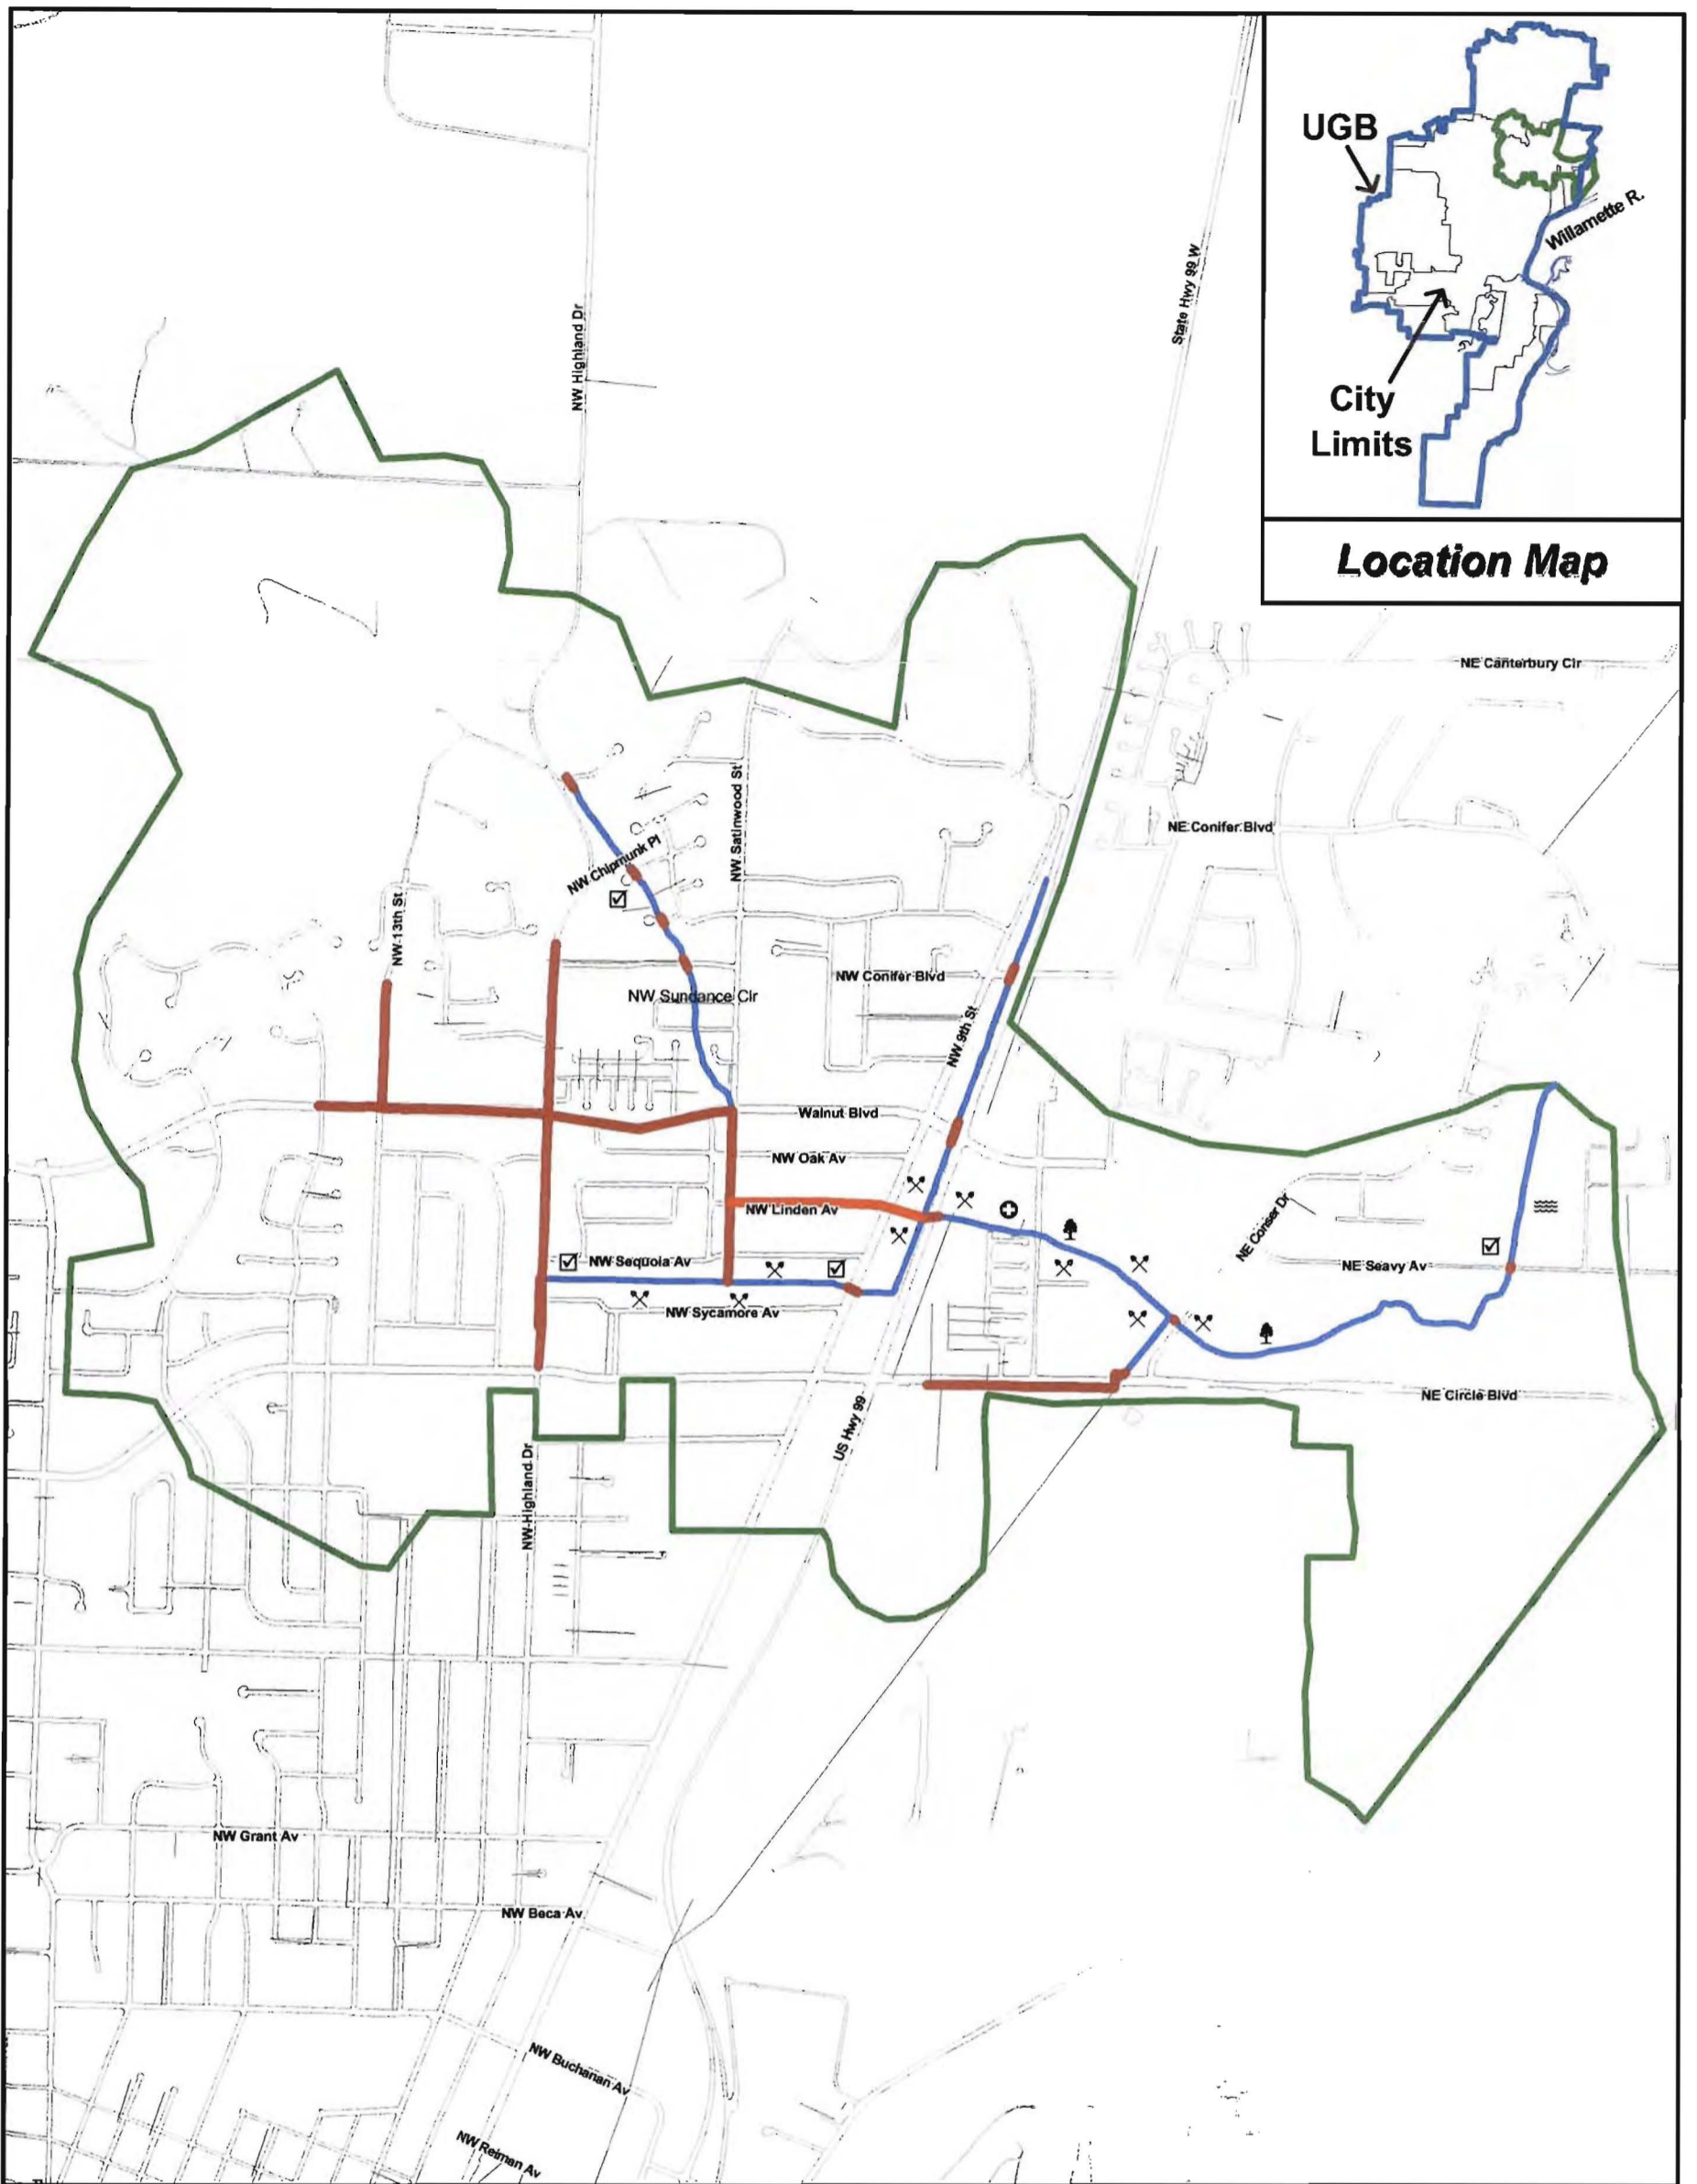 UGB
Willamette R.
City
Limits
Location Map
NW Highland Dr
State Hwy 99 W
NE Canterbury Clr
NE Conifer Blvd
NW Satinwood St
NW Chipmunk Pl
NW 13th St
NW Conifer Blvd
NW Sundance Cir
NW 9th St
Walnut Blvd
NW Oak Av
NW Linden Av
NE Conser Dr
NW Sequoia Av
NE Seavy Av
NW Sycamore Av
NE Circle Blvd
US Hwy 99
NW Highland Dr
NW Grant Av
NW Beca Av
NW Buchanan Av
NW Reiman Av